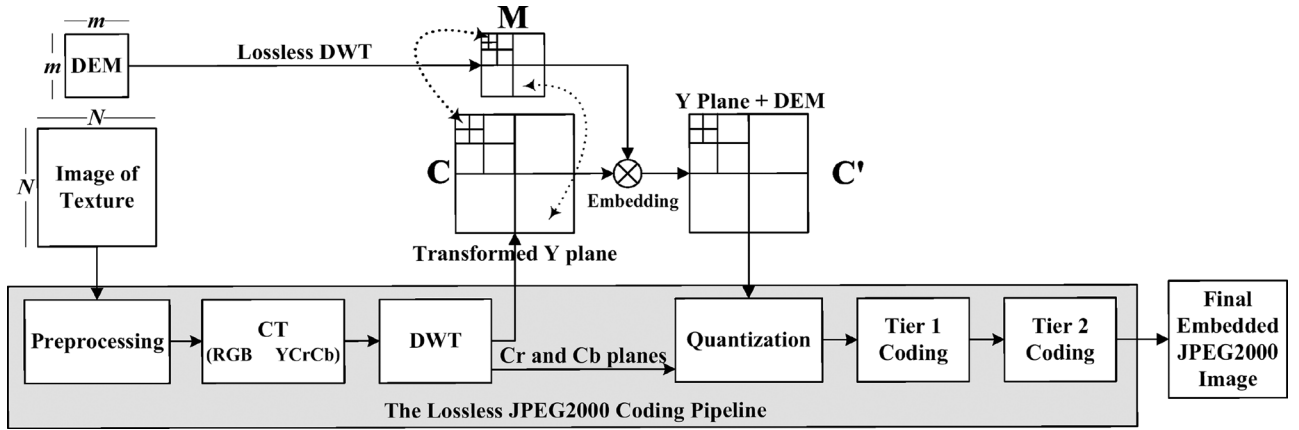 m
m
DEM
Lossless DWT
M
N
N
Image of
Texture
C
Transformed Y plane
Embedding
Y Plane + DEM
C'
Preprocessing
CT
(RGB YCrCb)
DWT
Cr and Cb planes
Quantization
Tier 1
Coding
Tier 2
Coding
Final
Embedded
JPEG2000
Image
The Lossless JPEG2000 Coding Pipeline